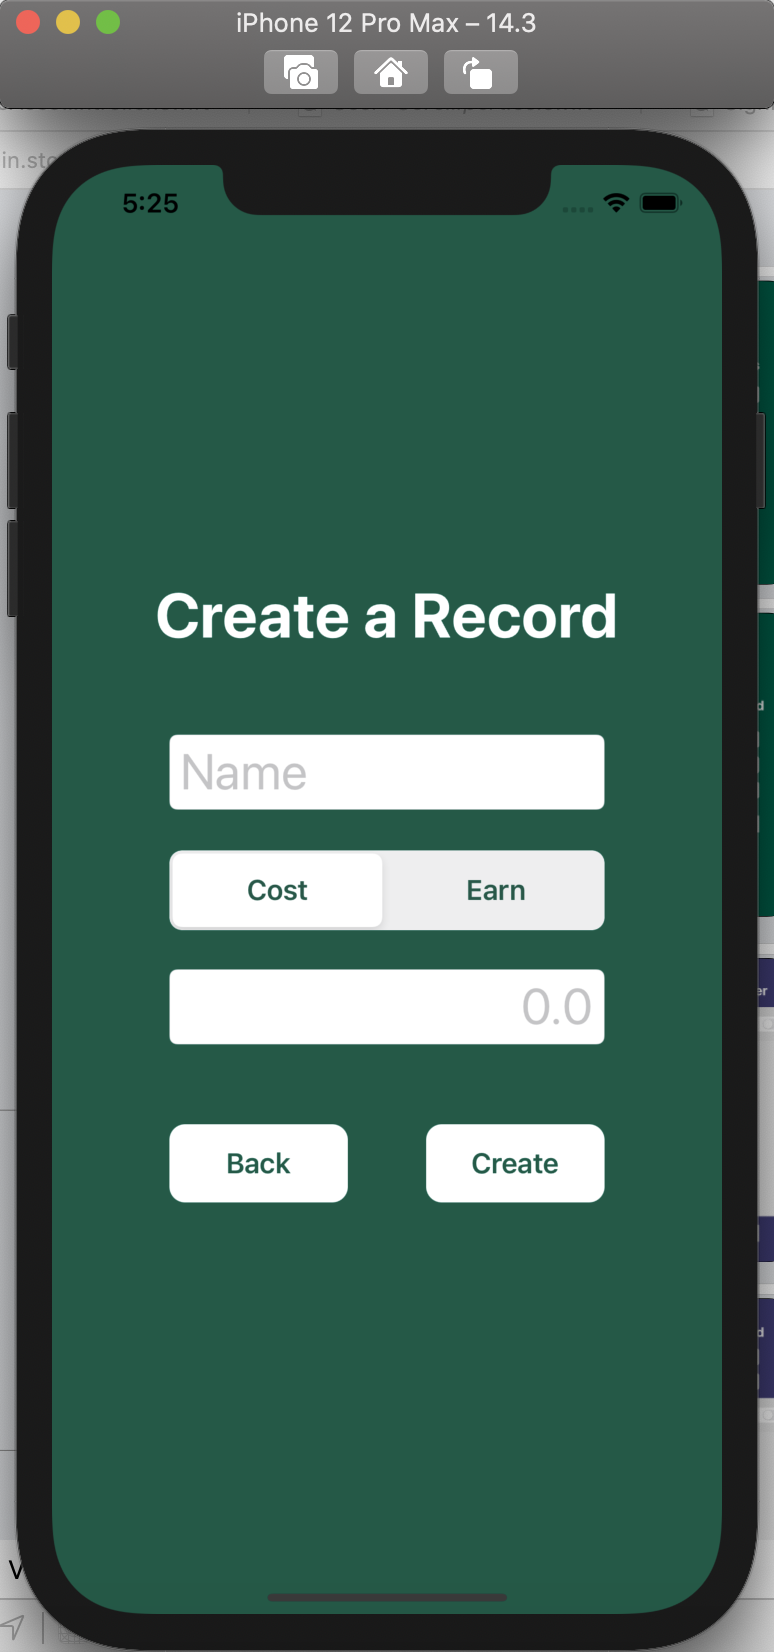 iPhone 12 Pro Max – 14.3
5:25
Create a Record
Name
Cost
Earn
0.0
Back
Create